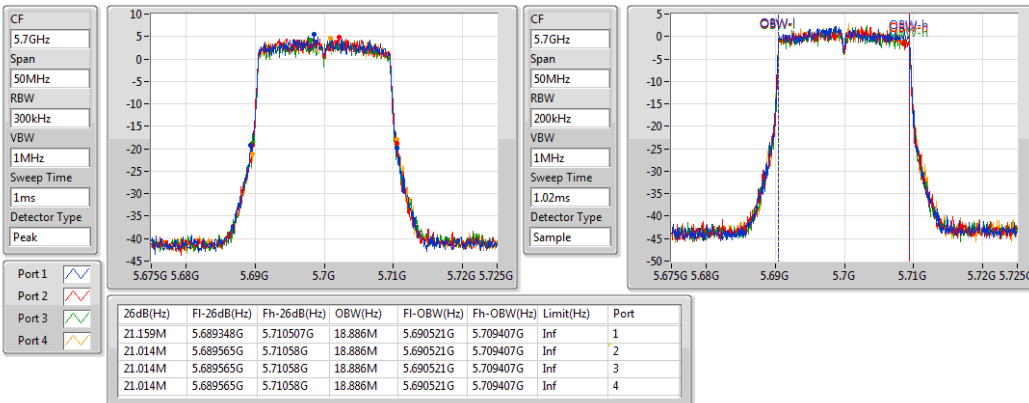 CF
5.7GHz
Span
50MHz
RBW
300kHz
VBW
1MHz
Sweep Time
1ms
Detector Type
Peak
10
5
0
-5
-10
-15
-20
-25
-30
-35
-40
-45
5.675G 5.68G 5.69G 5.7G 5.71G 5.72G 5.725G
CF
5.7GHz
Span
50MHz
RBW
200kHz
VBW
1MHz
Sweep Time
1.02ms
Detector Type
Sample
5
0
-5
-10
-15
-20
-25
-30
-35
-40
-45
-50
OBW-l OBW-h
5.675G 5.68G 5.69G 5.7G 5.71G 5.72G 5.725G
Port 1
Port 2
Port 3
Port 4
26dB(Hz) Fl-26dB(Hz) Fh-26dB(Hz) OBW(Hz) Fl-OBW(Hz) Fh-OBW(Hz) Limit(Hz) Port
21.159M 5.689348G 5.710507G 18.886M 5.690521G 5.709407G Inf 1
21.014M 5.689565G 5.71058G 18.886M 5.690521G 5.709407G Inf 2
21.014M 5.689565G 5.71058G 18.886M 5.690521G 5.709407G Inf 3
21.014M 5.689565G 5.71058G 18.886M 5.690521G 5.709407G Inf 4